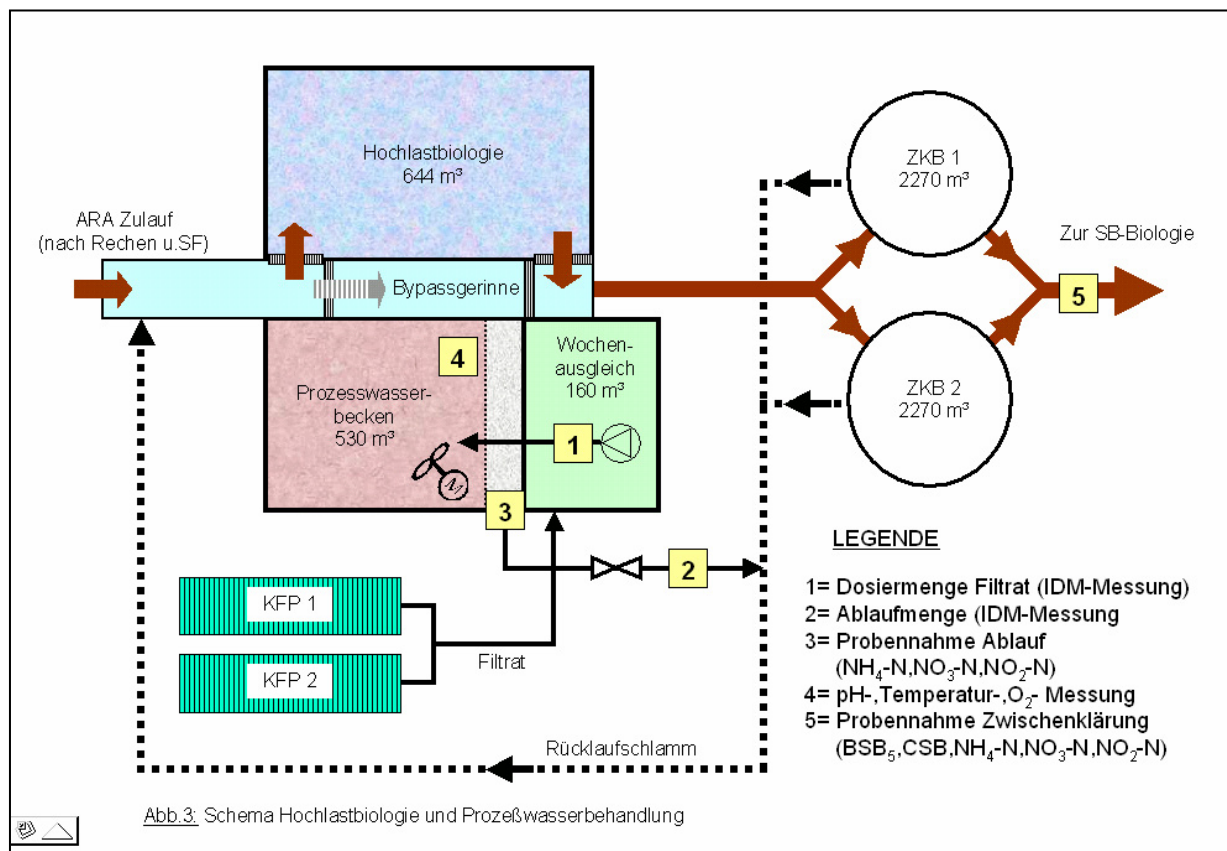 Hochlastbiologie
644 m³
ARA Zulauf
(nach Rechen u.SF)
Bypassgerinne
ZKB 1
2270 m³
Zur SB-Biologie
5
ZKB 2
2270 m³
4
Wochen-
ausgleich
160 m³
Prozesswasser-
becken
530 m³
1
3
2
KFP 1
KFP 2
Filtrat
Rücklaufschlamm
LEGENDE
1= Dosiermenge Filtrat (IDM-Messung)
2= Ablaufmenge (IDM-Messung
3= Probennahme Ablauf
(NH₄-N,NO₃-N,NO₂-N)
4= pH-,Temperatur-,O₂- Messung
5= Probennahme Zwischenklärung
(BSB₅,CSB,NH₄-N,NO₃-N,NO₂-N)
Abb.3: Schema Hochlastbiologie und Prozeßwasserbehandlung